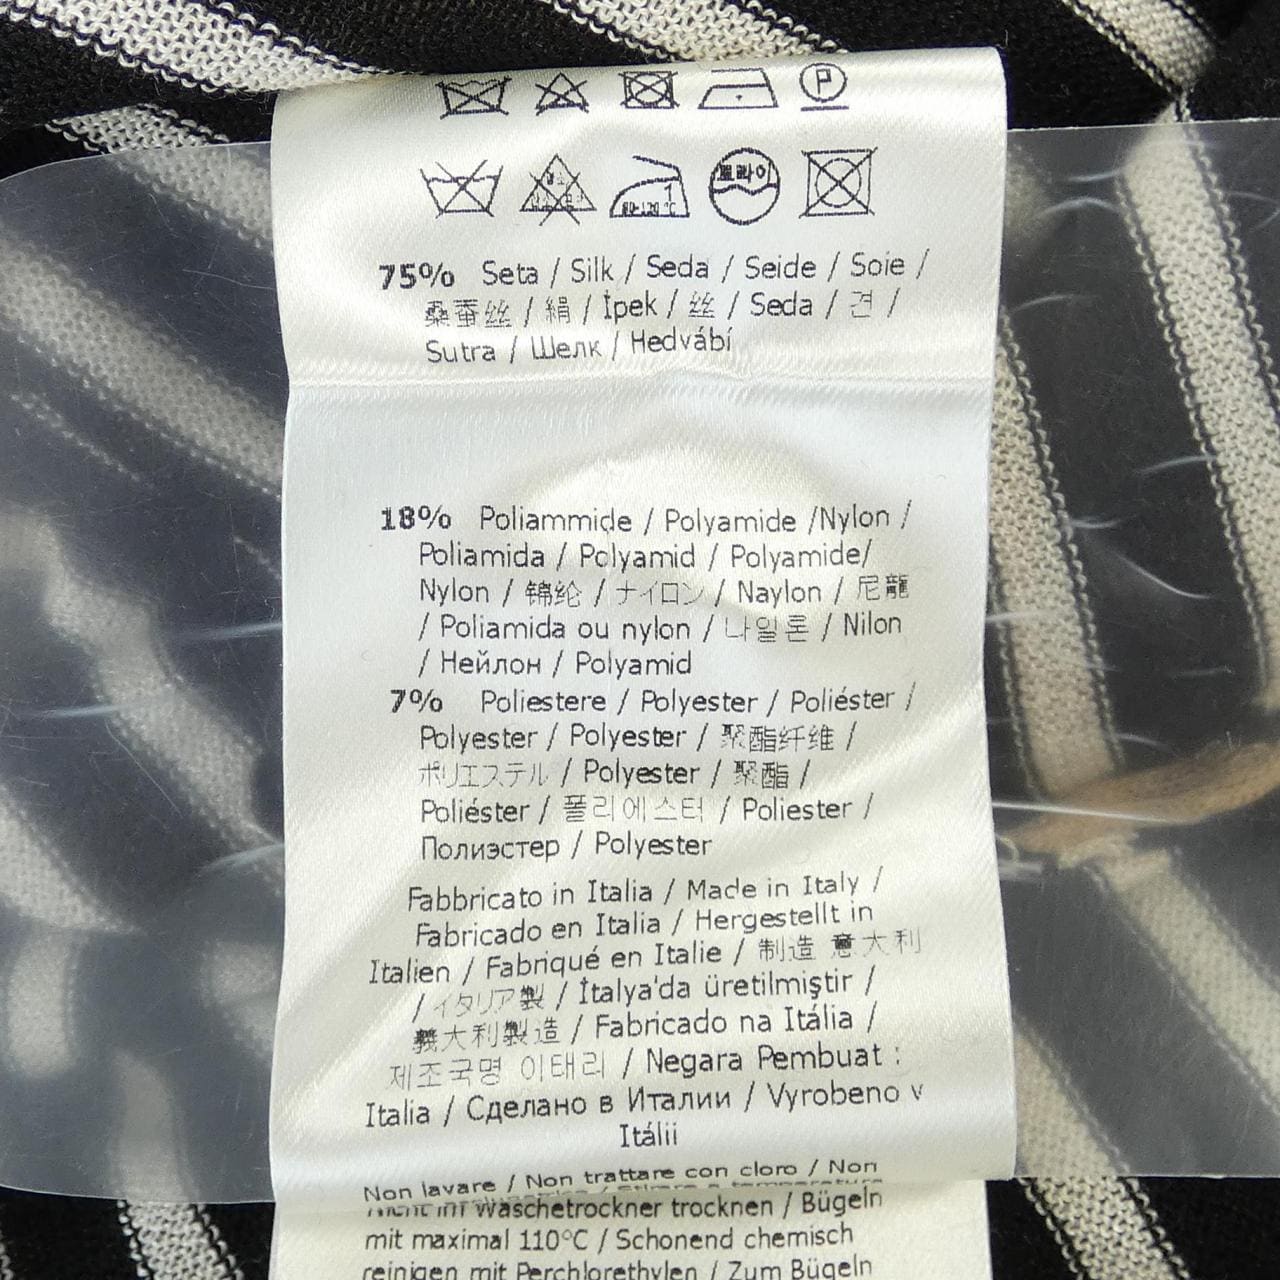 P
드라이
80-120℃
75% Seta / Silk / Seda / Seide / Soie /
桑蚕丝 / 絹 / İpek / 丝 / Seda / 견 /
Sutra / Шелк / Hedvábí
18% Poliammide / Polyamide /Nylon /
Poliamida / Polyamid / Polyamide/
Nylon / 锦纶 / ナイロン / Naylon / 尼龍
/ Poliamida ou nylon / 나일론 / Nilon
/ Нейлон / Polyamid
7% Poliestere / Polyester / Poliéster /
Polyester / Polyester / 聚酯纤维 /
ポリエステル / Polyester / 聚酯 /
Poliéster / 폴리에스터 / Poliester /
Полиэстер / Polyester
Fabbricato in Italia / Made in Italy /
Fabricado en Italia / Hergestellt in
Italien / Fabriqué en Italie / 制造 意大利
/ イタリア製 / İtalya'da üretilmiştir /
義大利製造 / Fabricado na Itália /
제조국명 이태리 / Negara Pembuat :
Italia / Сделано в Италии / Vyrobeno v
Itálii
Non lavare / Non trattare con cloro / Non
Waschetrockner trocknen / Bügeln
mit maximal 110°C / Schonend chemisch
reinigen mit Perchlorethylen / Zum Bügeln